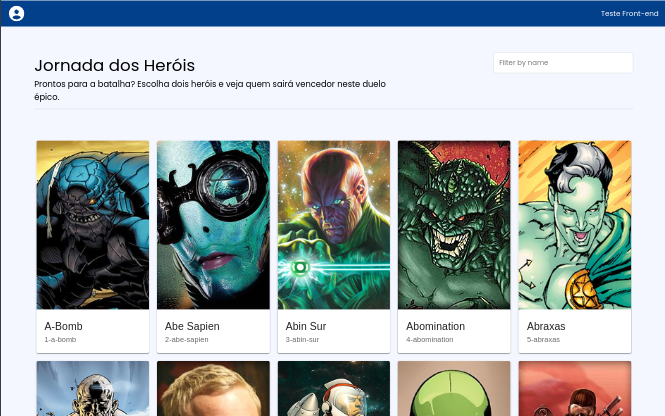 Teste Front-end
Jornada dos Heróis
Filter by name
Prontos para a batalha? Escolha dois heróis e veja quem sairá vencedor neste duelo
épico.
A-Bomb
1-a-bomb
Abe Sapien
2-abe-sapien
Abin Sur
3-abin-sur
Abomination
4-abomination
Abraxas
5-abraxas